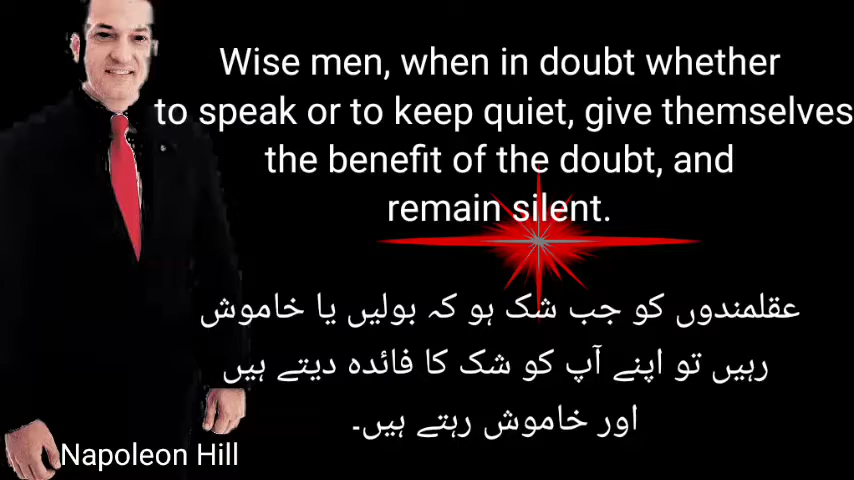 Wise men, when in doubt whether
to speak or to keep quiet, give themselves
the benefit of the doubt, and
remain silent.
عقلمندوں کو جب شک ہو کہ بولیں یا خاموش
رہیں تو اپنے آپ کو شک کا فائدہ دیتے ہیں
اور خاموش رہتے ہیں۔
Napoleon Hill